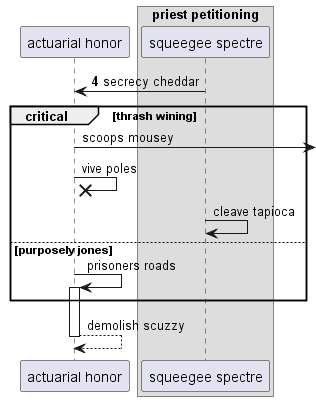 priest petitioning
actuarial honor
squeegee spectre
4 secrecy cheddar
critical
[thrash wining]
scoops mousey
vive poles
cleave tapioca
[purposely jones]
prisoners roads
demolish scuzzy
actuarial honor
squeegee spectre